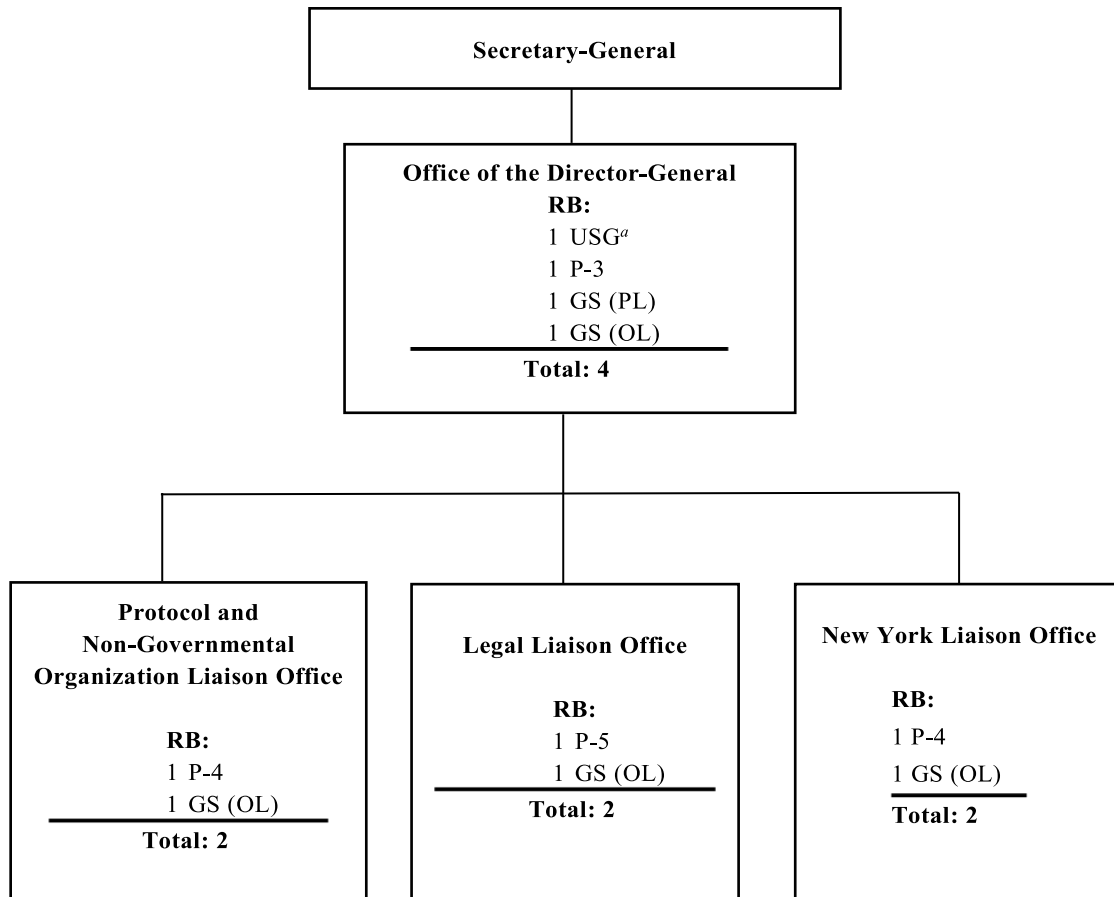 Secretary-General
Office of the Director-General
RB:
1 USGᵃ
1 P-3
1 GS (PL)
1 GS (OL)
Total: 4
Protocol and
Non-Governmental
Organization Liaison Office
RB:
1 P-4
1 GS (OL)
Total: 2
Legal Liaison Office
RB:
1 P-5
1 GS (OL)
Total: 2
New York Liaison Office
RB:
1 P-4
1 GS (OL)
Total: 2